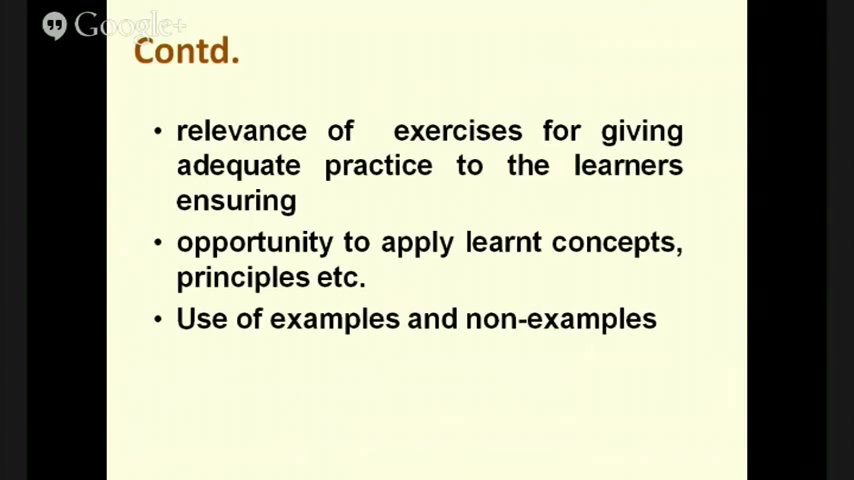 Google+
Contd.
• relevance of exercises for giving
adequate practice to the learners
ensuring
• opportunity to apply learnt concepts,
principles etc.
• Use of examples and non-examples